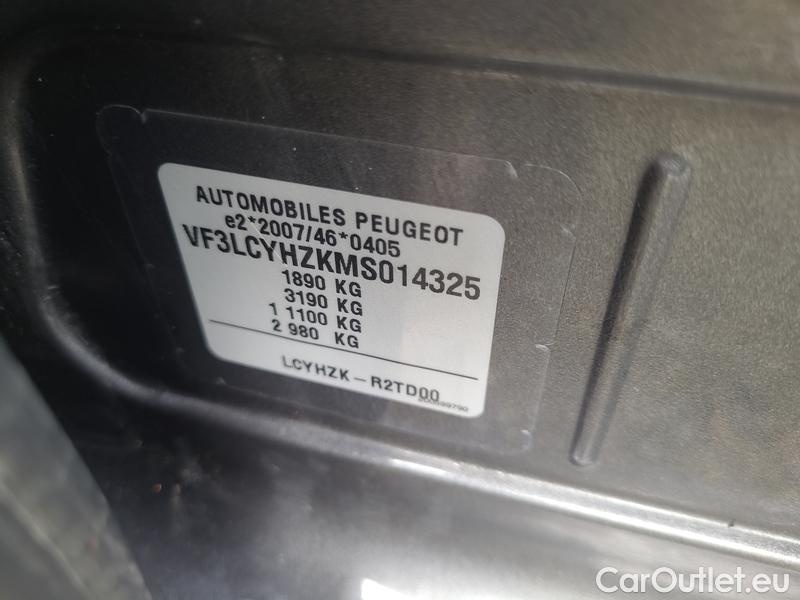 AUTOMOBILES PEUGEOT
e2*2007/46*0405
VF3LCYHZKMS014325
1890 KG
3190 KG
1 1100 KG
2 980 KG
LCYHZK-R2TD00
CarOutlet.eu